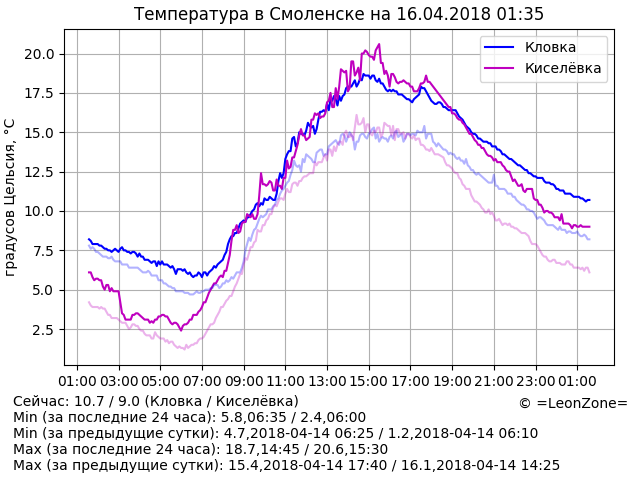 Температура в Смоленске на 16.04.2018 01:35
Кловка
Киселёвка
градусов Цельсия, °C
20.0
17.5
15.0
12.5
10.0
7.5
5.0
2.5
01:00 03:00 05:00 07:00 09:00 11:00 13:00 15:00 17:00 19:00 21:00 23:00 01:00
Сейчас: 10.7 / 9.0 (Кловка / Киселёвка)
© =LeonZone=
Min (за последние 24 часа): 5.8,06:35 / 2.4,06:00
Min (за предыдущие сутки): 4.7,2018-04-14 06:25 / 1.2,2018-04-14 06:10
Max (за последние 24 часа): 18.7,14:45 / 20.6,15:30
Max (за предыдущие сутки): 15.4,2018-04-14 17:40 / 16.1,2018-04-14 14:25